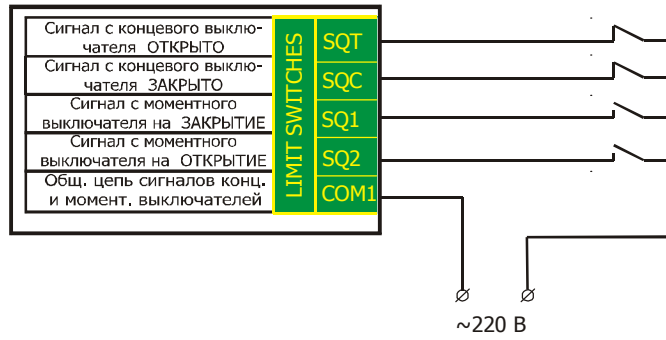 Сигнал с концевого выклю-
чателя ОТКРЫТО
SQT
Сигнал с концевого выклю-
чателя ЗАКРЫТО
SQC
Сигнал с моментного
выключателя на ЗАКРЫТИЕ
SQ1
Сигнал с моментного
выключателя на ОТКРЫТИЕ
SQ2
Общ. цепь сигналов конц.
и момент. выключателей
COM1
LIMIT SWITCHES
~220 В